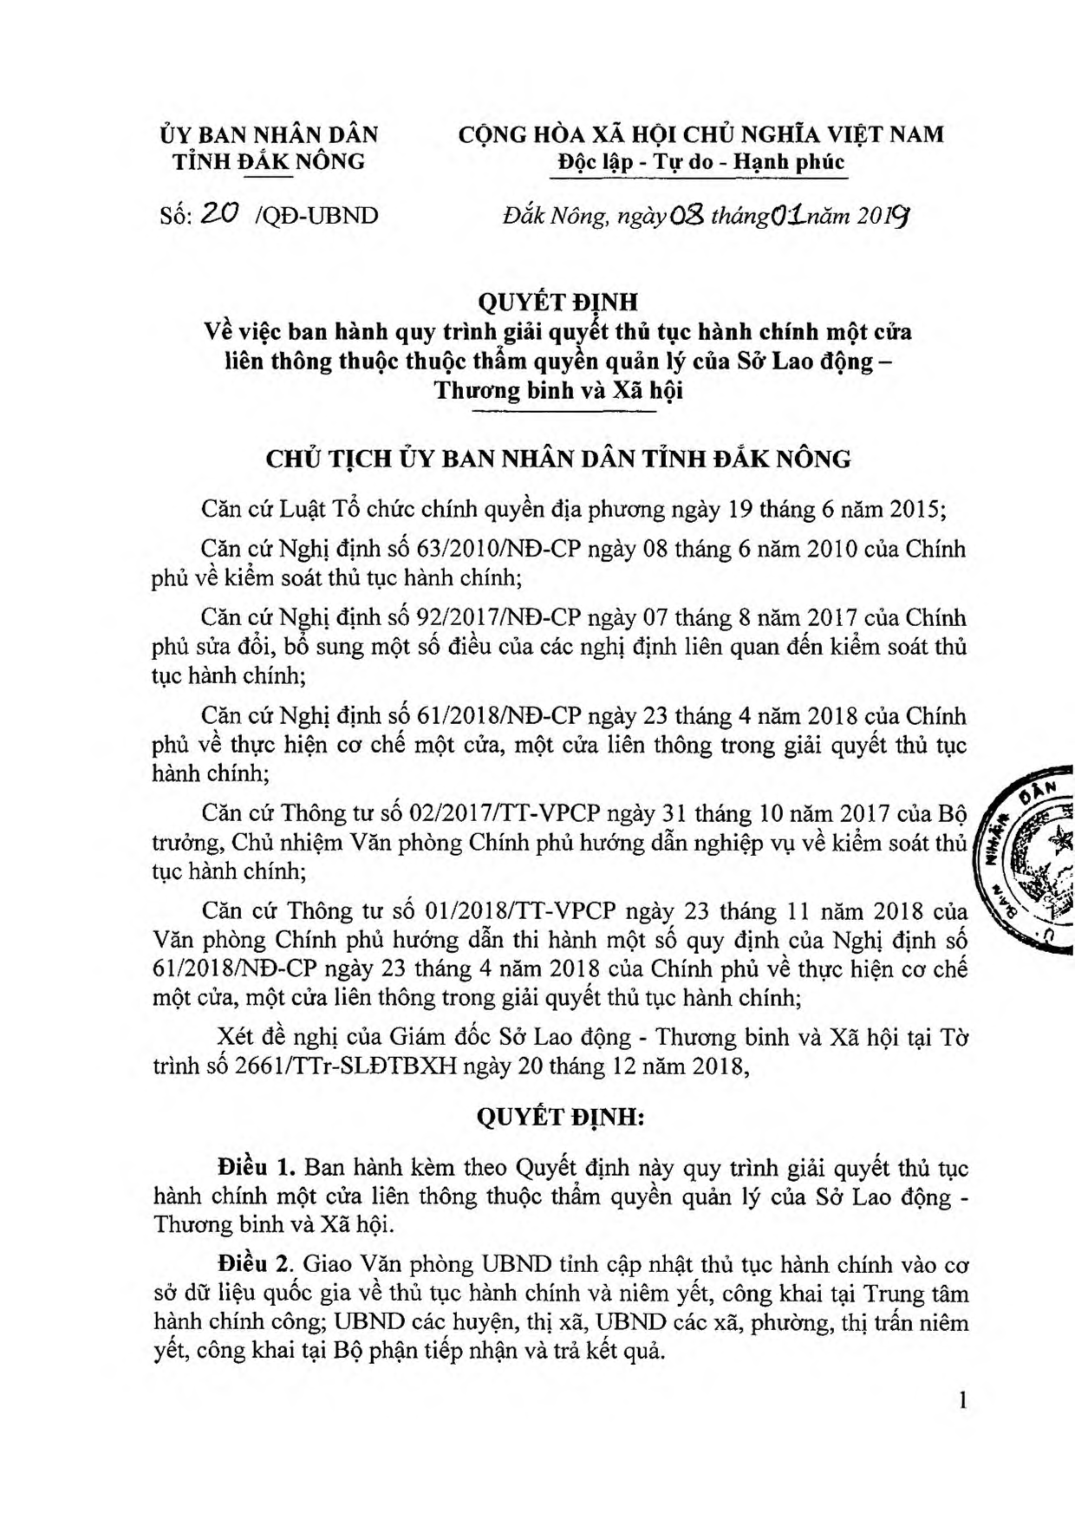 ỦY BAN NHÂN DÂN
TỈNH ĐẮK NÔNG
CỘNG HÒA XÃ HỘI CHỦ NGHĨA VIỆT NAM
Độc lập - Tự do - Hạnh phúc
Số: 20 /QĐ-UBND
Đắk Nông, ngày 08 tháng 01 năm 2019
QUYẾT ĐỊNH
Về việc ban hành quy trình giải quyết thủ tục hành chính một cửa
liên thông thuộc thuộc thẩm quyền quản lý của Sở Lao động –
Thương binh và Xã hội
CHỦ TỊCH ỦY BAN NHÂN DÂN TỈNH ĐẮK NÔNG
Căn cứ Luật Tổ chức chính quyền địa phương ngày 19 tháng 6 năm 2015;
Căn cứ Nghị định số 63/2010/NĐ-CP ngày 08 tháng 6 năm 2010 của Chính
phủ về kiểm soát thủ tục hành chính;
Căn cứ Nghị định số 92/2017/NĐ-CP ngày 07 tháng 8 năm 2017 của Chính
phủ sửa đổi, bổ sung một số điều của các nghị định liên quan đến kiểm soát thủ
tục hành chính;
Căn cứ Nghị định số 61/2018/NĐ-CP ngày 23 tháng 4 năm 2018 của Chính
phủ về thực hiện cơ chế một cửa, một cửa liên thông trong giải quyết thủ tục
hành chính;
Căn cứ Thông tư số 02/2017/TT-VPCP ngày 31 tháng 10 năm 2017 của Bộ
trưởng, Chủ nhiệm Văn phòng Chính phủ hướng dẫn nghiệp vụ về kiểm soát thủ
tục hành chính;
Căn cứ Thông tư số 01/2018/TT-VPCP ngày 23 tháng 11 năm 2018 của
Văn phòng Chính phủ hướng dẫn thi hành một số quy định của Nghị định số
61/2018/NĐ-CP ngày 23 tháng 4 năm 2018 của Chính phủ về thực hiện cơ chế
một cửa, một cửa liên thông trong giải quyết thủ tục hành chính;
Xét đề nghị của Giám đốc Sở Lao động - Thương binh và Xã hội tại Tờ
trình số 2661/TTr-SLĐTBXH ngày 20 tháng 12 năm 2018,
QUYẾT ĐỊNH:
Điều 1. Ban hành kèm theo Quyết định này quy trình giải quyết thủ tục
hành chính một cửa liên thông thuộc thẩm quyền quản lý của Sở Lao động -
Thương binh và Xã hội.
Điều 2. Giao Văn phòng UBND tỉnh cập nhật thủ tục hành chính vào cơ
sở dữ liệu quốc gia về thủ tục hành chính và niêm yết, công khai tại Trung tâm
hành chính công; UBND các huyện, thị xã, UBND các xã, phường, thị trấn niêm
yết, công khai tại Bộ phận tiếp nhận và trả kết quả.
1
Ủ. BAN NHÂN DÂN